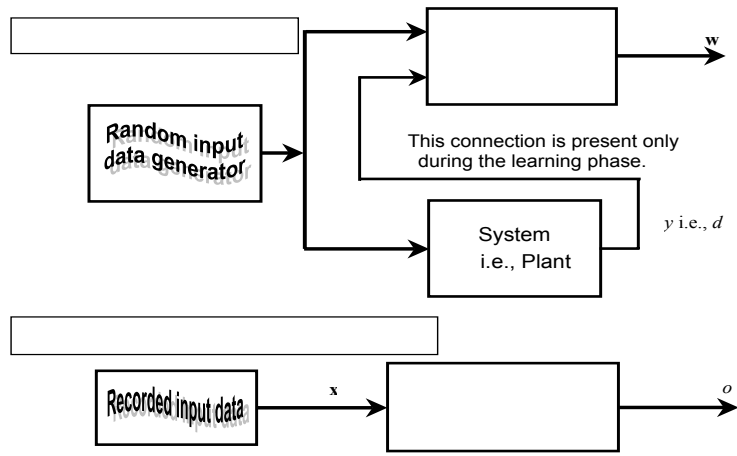 w
Random input
data generator
This connection is present only
during the learning phase.
System
i.e., Plant
y i.e., d
Recorded input data
x
o